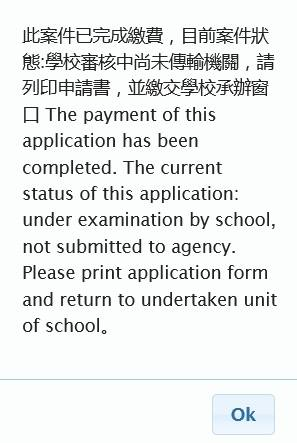 此案件已完成繳費，目前案件狀
態:學校審核中尚未傳輸機關，請
列印申請書，並繳交學校承辦窗
口 The payment of this
application has been
completed. The current
status of this application:
under examination by school,
not submitted to agency.
Please print application form
and return to undertaken unit
of school。
Ok